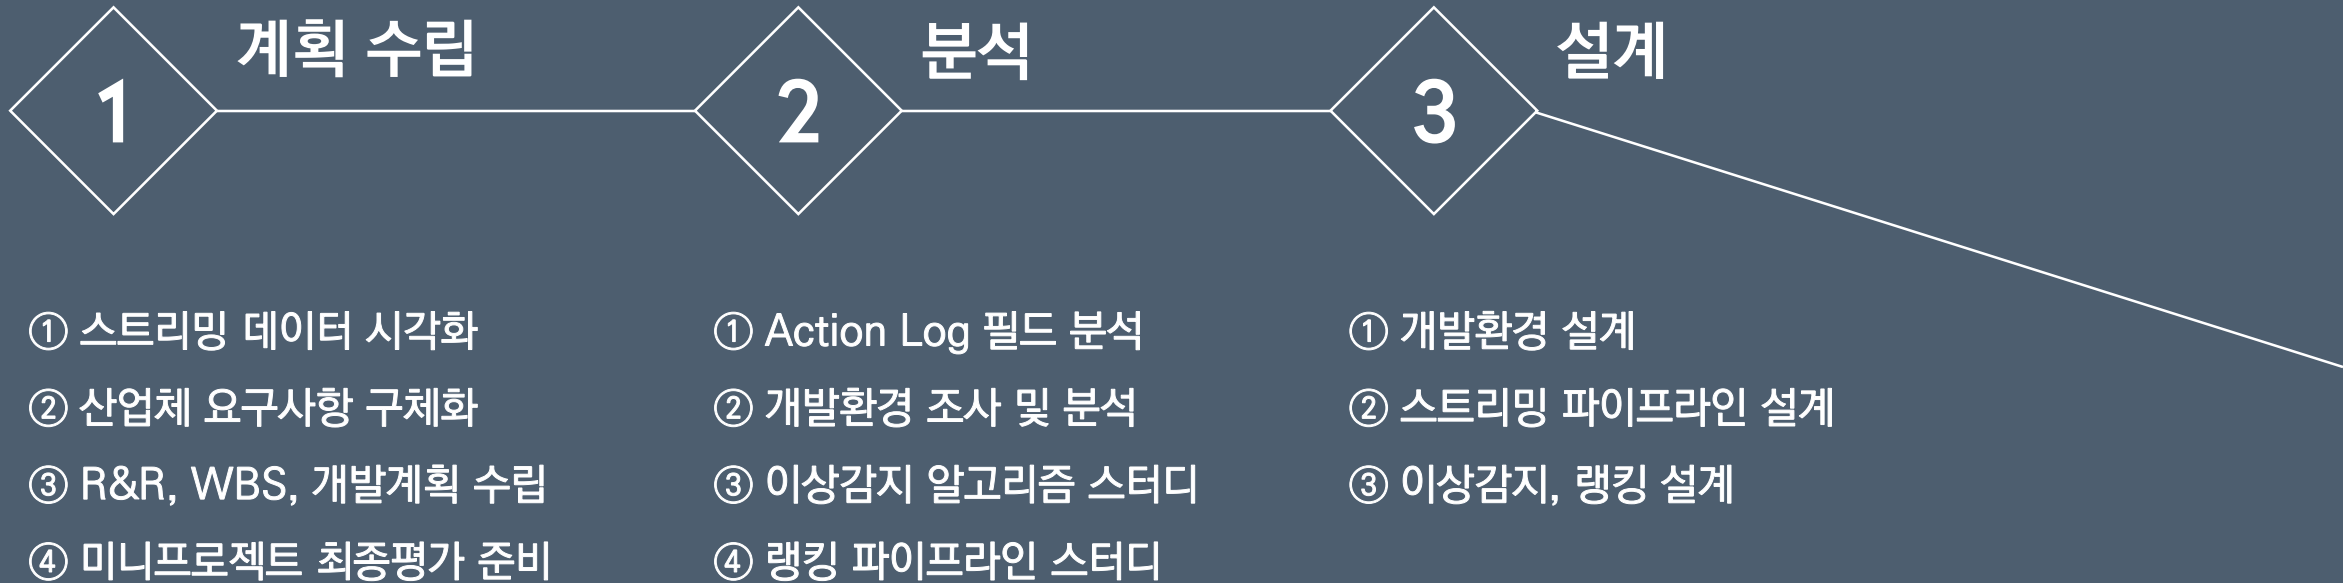 1
계획 수립
① 스트리밍 데이터 시각화
② 산업체 요구사항 구체화
③ R&R, WBS, 개발계획 수립
④ 미니프로젝트 최종평가 준비
2
분석
① Action Log 필드 분석
② 개발환경 조사 및 분석
③ 이상감지 알고리즘 스터디
④ 랭킹 파이프라인 스터디
3
설계
① 개발환경 설계
② 스트리밍 파이프라인 설계
③ 이상감지, 랭킹 설계